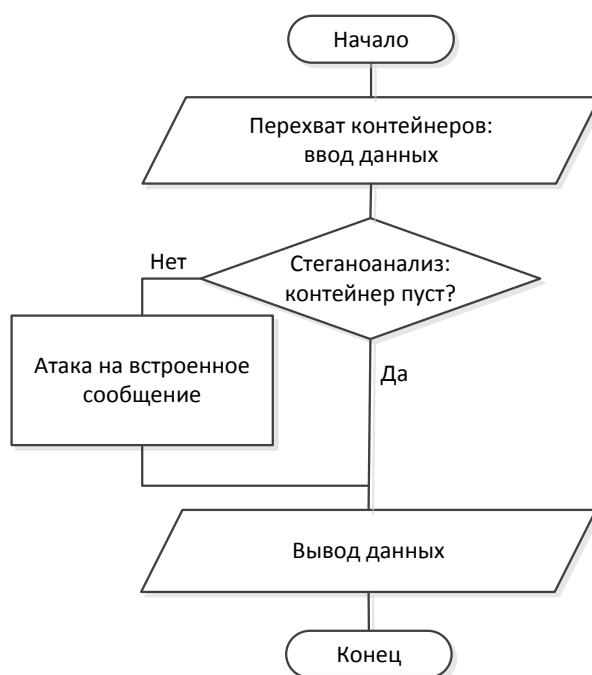 Начало
Перехват контейнеров:
ввод данных
Нет
Стеганоанализ:
контейнер пуст?
Атака на встроенное
сообщение
Да
Вывод данных
Конец